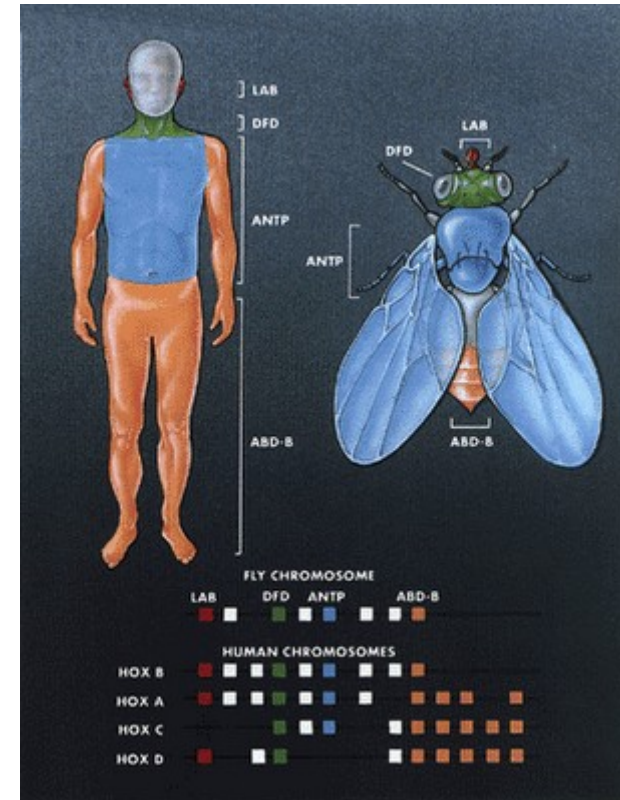 LAB
DFD
ANTP
ABD-B
LAB
DFD
ANTP
ABD-B
FLY CHROMOSOME
LAB DFD ANTP ABD-B
HUMAN CHROMOSOMES
HOX B
HOX A
HOX C
HOX D